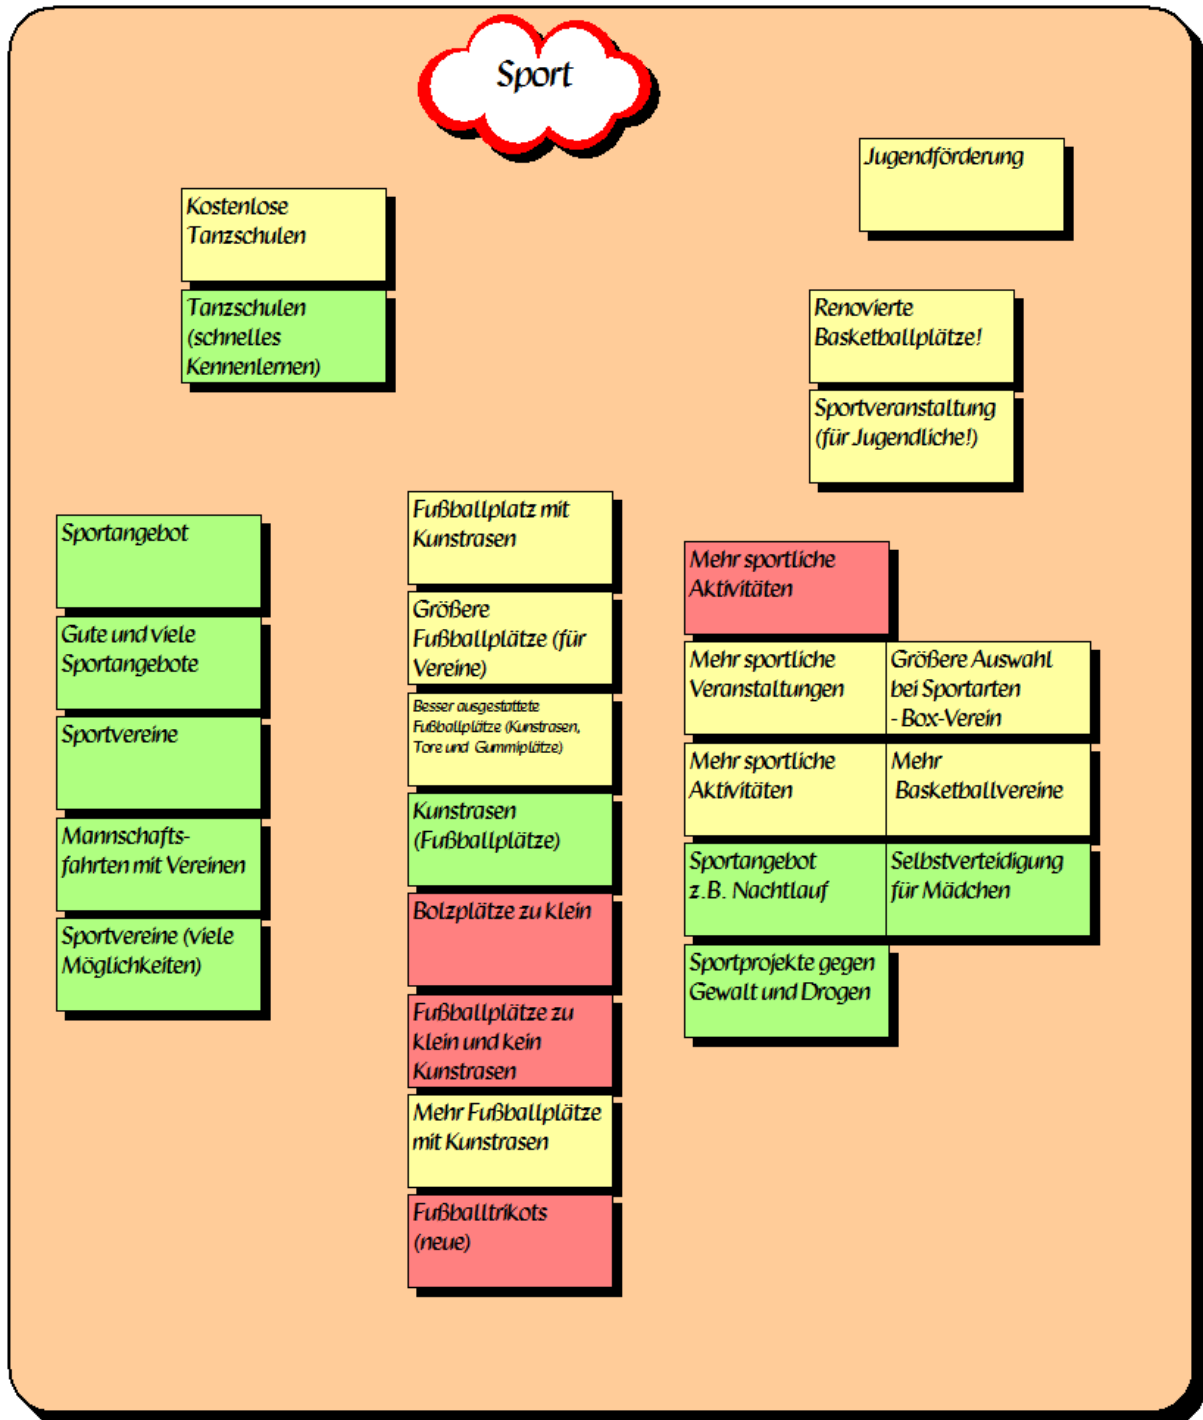 Sport
Jugendförderung
Kostenlose
Tanzschulen
Tanzschulen
(schnelles
Kennenlernen)
Renovierte
Basketballplätze!
Sportveranstaltung
(für Jugendliche!)
Sportangebot
Gute und viele
Sportangebote
Sportvereine
Mannschafts-
fahrten mit Vereinen
Sportvereine (viele
Möglichkeiten)
Fußballplatz mit
Kunstrasen
Größere
Fußballplätze (für
Vereine)
Besser ausgestattete
Fußballplätze (Kunstrasen,
Tore und Gummiplätze)
Kunstrasen
(Fußballplätze)
Bolzplätze zu klein
Fußballplätze zu
klein und kein
Kunstrasen
Mehr Fußballplätze
mit Kunstrasen
Fußballtrikots
(neue)
Mehr sportliche
Aktivitäten
Mehr sportliche
Veranstaltungen
Größere Auswahl
bei Sportarten
- Box-Verein
Mehr sportliche
Aktivitäten
Mehr
Basketballvereine
Sportangebot
z.B. Nachtlauf
Selbstverteidigung
für Mädchen
Sportprojekte gegen
Gewalt und Drogen